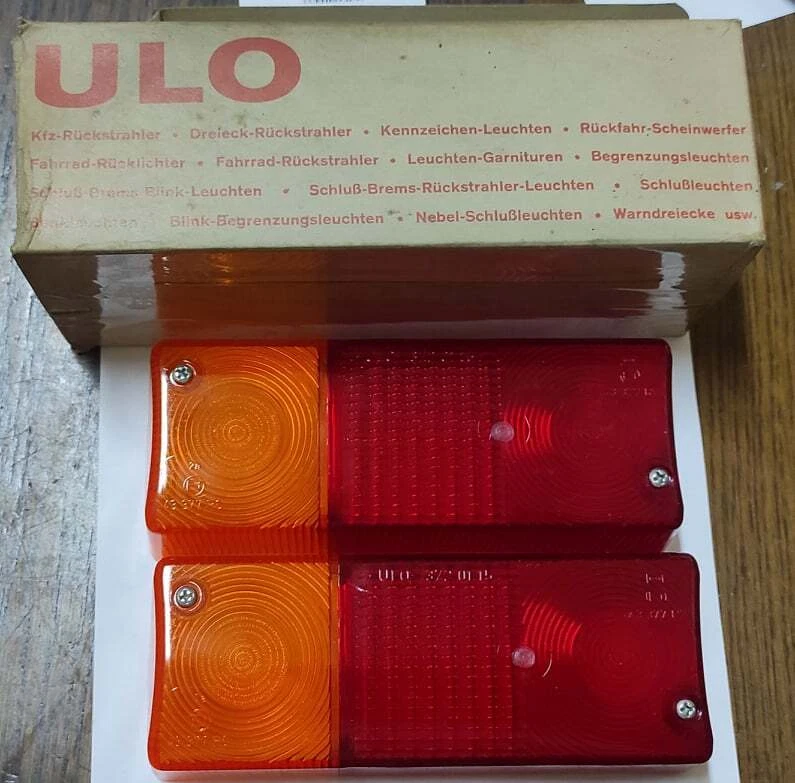 ULO
Kfz-Rückstrahler • Dreieck-Rückstrahler • Kennzeichen-Leuchten • Rückfahr-Scheinwerfer
Fahrrad-Rücklichter • Fahrrad-Rückstrahler • Leuchten-Garnituren • Begrenzungsleuchten
Schluß-Brems-Blink-Leuchten • Schluß-Brems-Rückstrahler-Leuchten • Schlußleuchten
Blink-Begrenzungsleuchten • Nebel-Schlußleuchten • Warndreiecke usw.
ULO